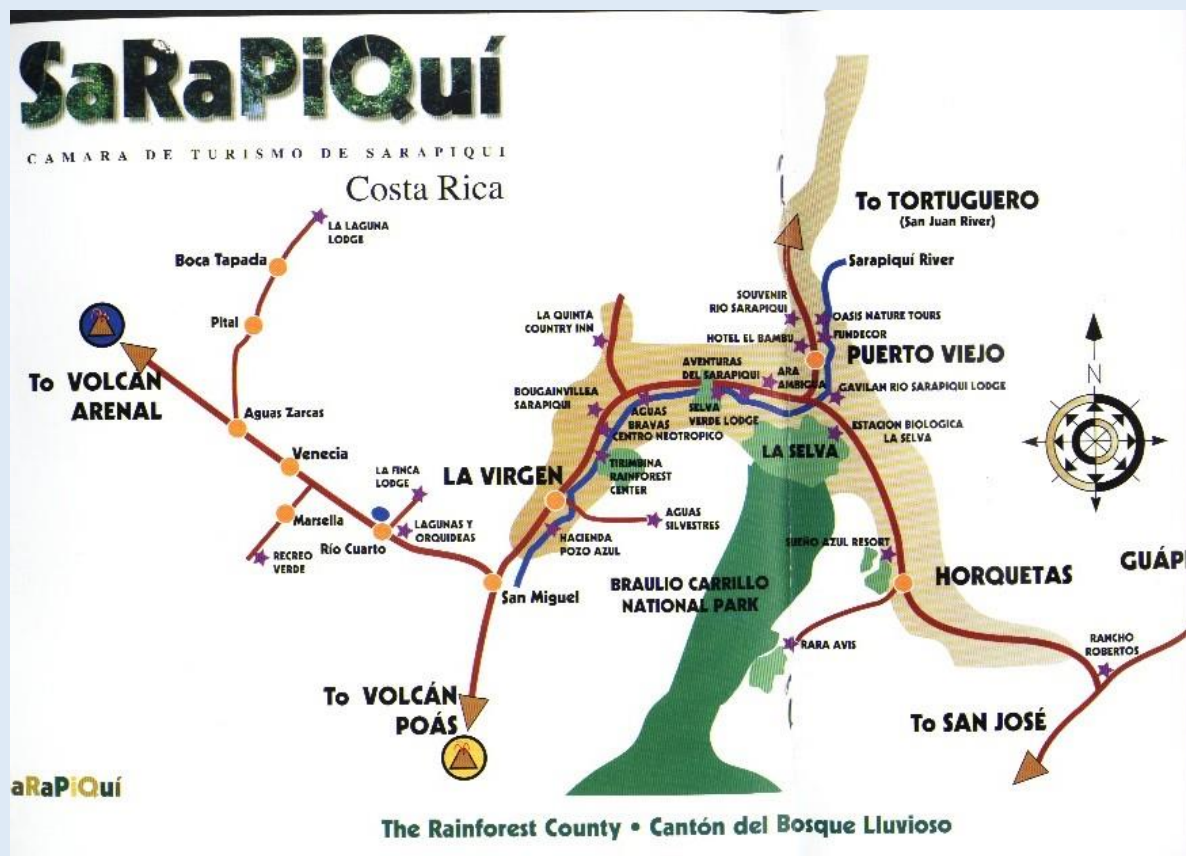 SaRaPiQuí
CAMARA DE TURISMO DE SARAPIQUI
Costa Rica
LA LAGUNA
LODGE
Boca Tapada
Pital
To VOLCÁN
ARENAL
Aguas Zarcas
Venecia
Marsella
RECREO
VERDE
LA FINCA
LODGE
Río Cuarto
LAGUNAS Y
ORQUIDEAS
San Miguel
To VOLCÁN
POÁS
LA VIRGEN
HACIENDA
POZO AZUL
AGUAS
SILVESTRES
TIRIMBINA
RAINFOREST
CENTER
CENTRO NEOTROPICO
BOUGAINVILLEA
SARAPIQUI
AGUAS
BRAVAS
LA QUINTA
COUNTRY INN
AVENTURAS
DEL SARAPIQUI
SELVA
VERDE LODGE
ARA
AMBIGUA
HOTEL EL BAMBU
SOUVENIR
RIO SARAPIQUI
To TORTUGUERO
(San Juan River)
Sarapiquí River
OASIS NATURE TOURS
FUNDECOR
PUERTO VIEJO
GAVILAN RIO SARAPIQUI LODGE
ESTACION BIOLOGICA
LA SELVA
LA SELVA
N
SUEÑO AZUL RESORT
HORQUETAS
GUÁPI
BRAULIO CARRILLO
NATIONAL PARK
RARA AVIS
RANCHO
ROBERTOS
To SAN JOSÉ
aRaPiQuí
The Rainforest County • Cantón del Bosque Lluvioso